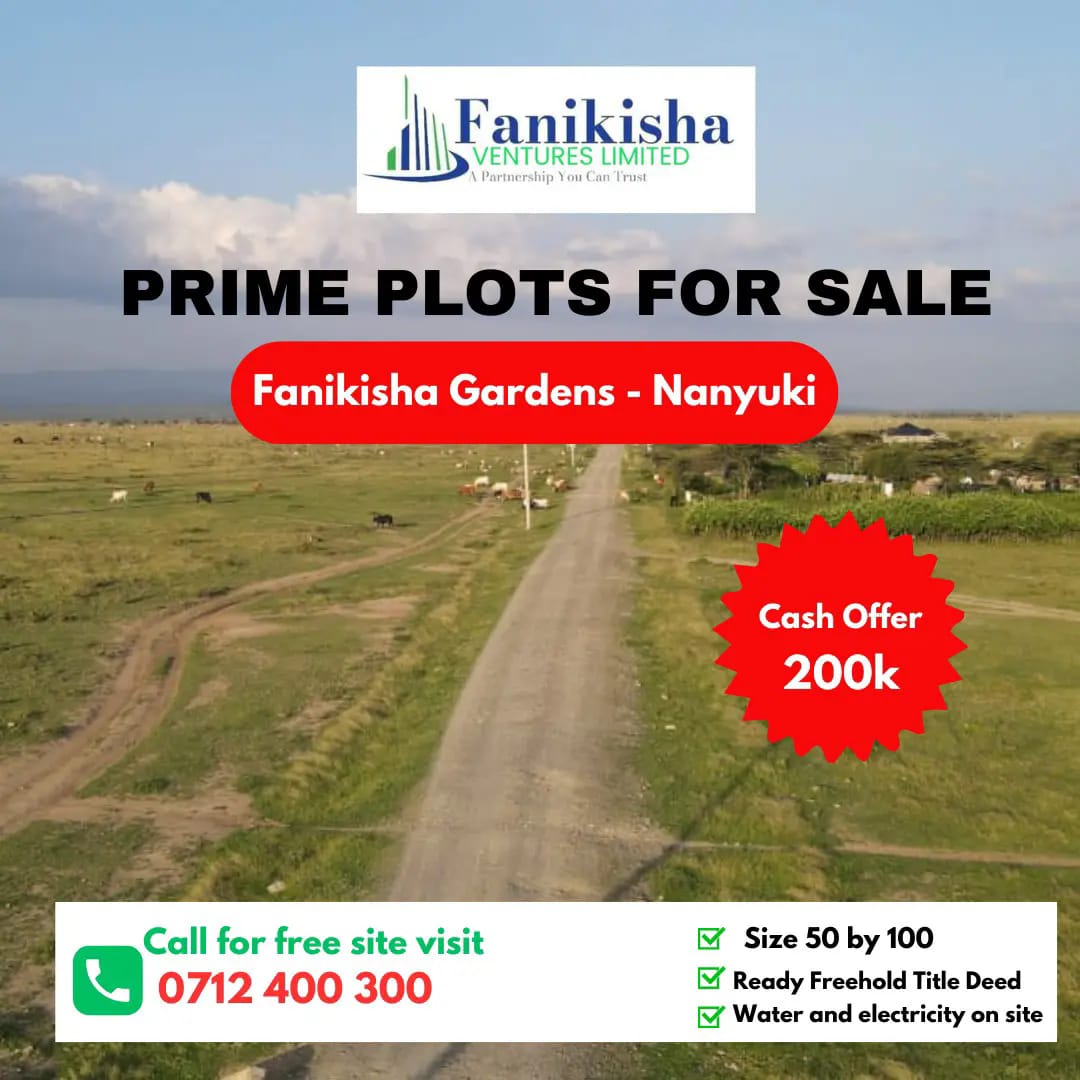 Fanikisha
VENTURES LIMITED
A Partnership You Can Trust
PRIME PLOTS FOR SALE
Fanikisha Gardens - Nanyuki
Cash Offer
200k
Call for free site visit
0712 400 300
Size 50 by 100
Ready Freehold Title Deed
Water and electricity on site